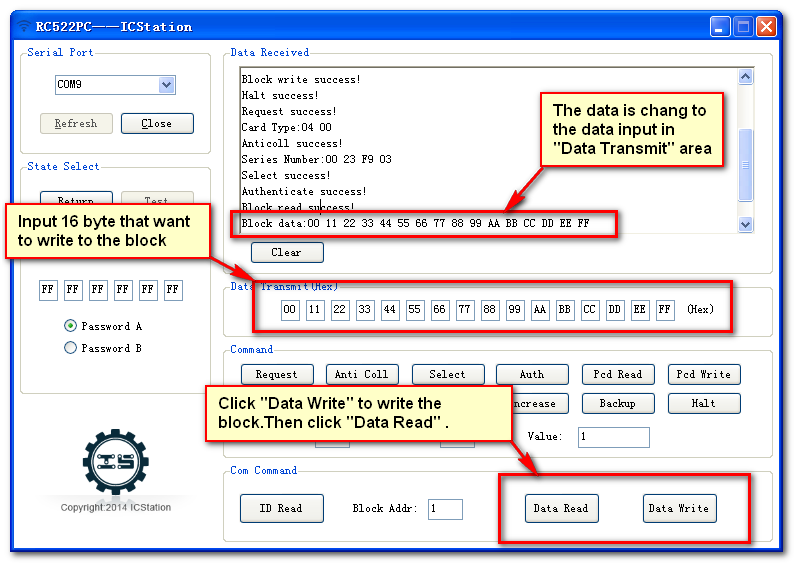 RC522PC——ICStation
Serial Port
COM9
Refresh
Close
State Select
Return
Test
Input 16 byte that want
to write to the block
FF FF FF FF FF FF
Password A
Password B
IS
Copyright:2014 ICStation
Data Received
Block write success!
Halt success!
Request success!
Card Type:04 00
Anticoll success!
Series Number:00 23 F9 03
Select success!
Authenticate success!
Block read success!
Block data:00 11 22 33 44 55 66 77 88 99 AA BB CC DD EE FF
The data is chang to
the data input in
"Data Transmit" area
Clear
Data Transmit(Hex)
00 11 22 33 44 55 66 77 88 99 AA BB CC DD EE FF (Hex)
Command
Request Anti Coll Select Auth Pcd Read Pcd Write
Backup Halt
Click "Data Write" to write the
block.Then click "Data Read" .
Value: 1
Com Command
ID Read Block Addr: 1 Data Read Data Write